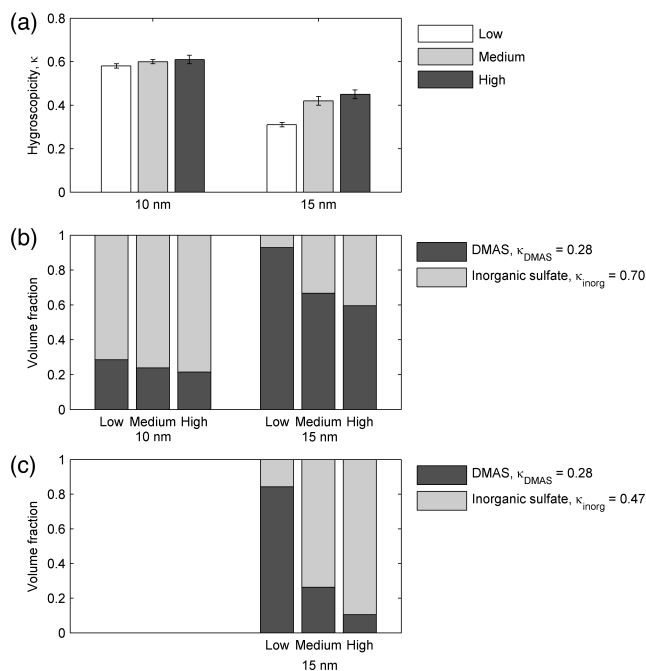 (a)
Hygroscopicity, κ
0.8
0.6
0.4
0.2
0
10 nm
15 nm
Low
Medium
High
(b)
Volume fraction
1
0.8
0.6
0.4
0.2
0
Low Medium High
10 nm
Low Medium High
15 nm
DMAS, κDMAS = 0.28
Inorganic sulfate, κinorg = 0.70
(c)
Volume fraction
1
0.8
0.6
0.4
0.2
0
Low Medium High
15 nm
DMAS, κDMAS = 0.28
Inorganic sulfate, κinorg = 0.47